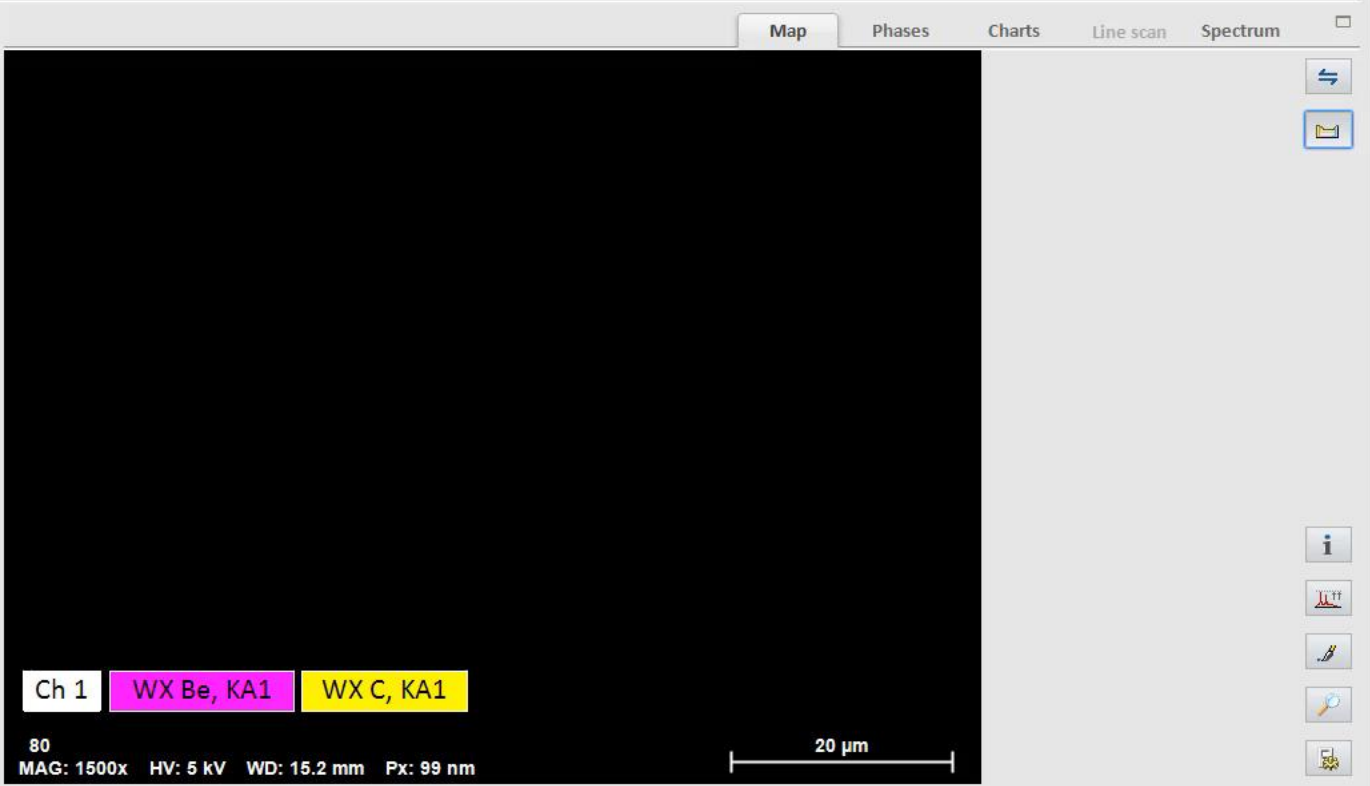 Map Phases Charts Line scan Spectrum
i
Ch 1 WX Be, KA1 WX C, KA1
80
20 µm
MAG: 1500x HV: 5 kV WD: 15.2 mm Px: 99 nm